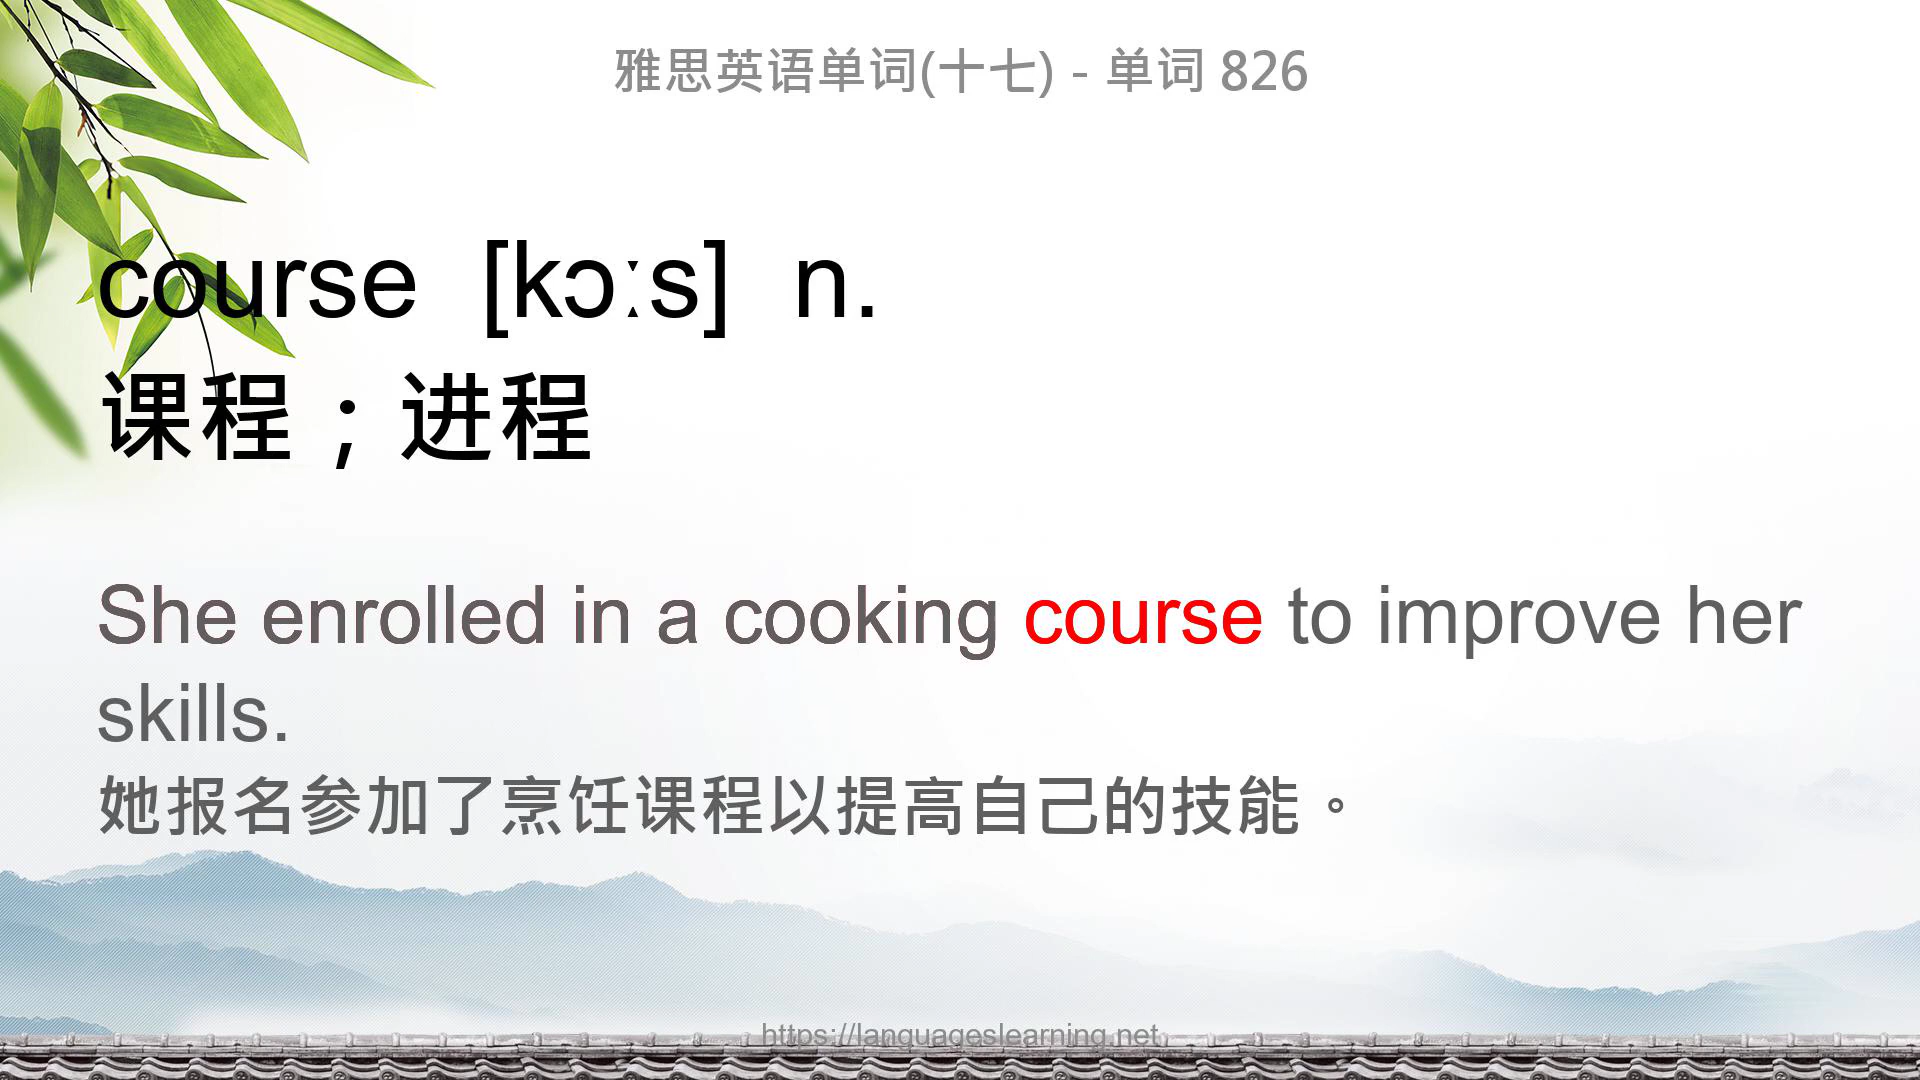 雅思英语单词(十七) - 单词 826
course [kɔːs] n.
课程；进程
She enrolled in a cooking course to improve her
skills.
她报名参加了烹饪课程以提高自己的技能。
https://languageslearning.net